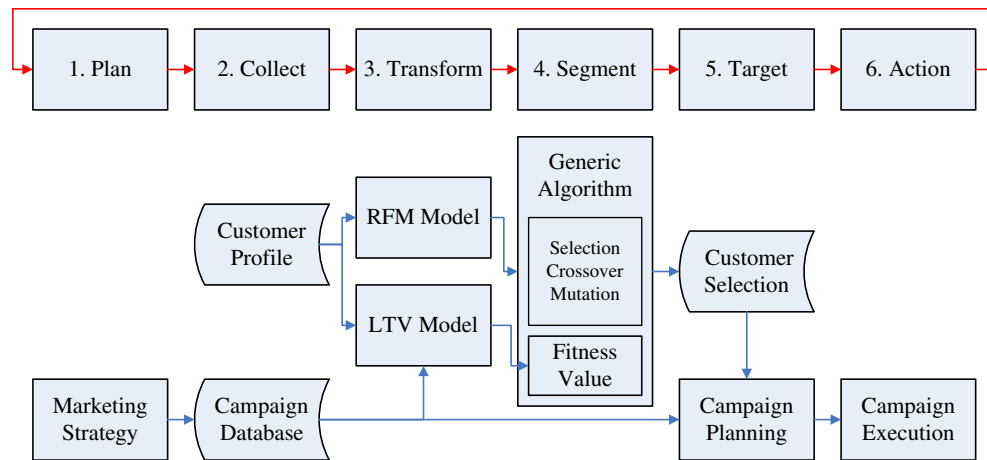 1. Plan
2. Collect
3. Transform
4. Segment
5. Target
6. Action
Generic
Algorithm
Customer
Profile
RFM Model
Selection
Crossover
Mutation
Customer
Selection
LTV Model
Fitness
Value
Marketing
Strategy
Campaign
Database
Campaign
Planning
Campaign
Execution